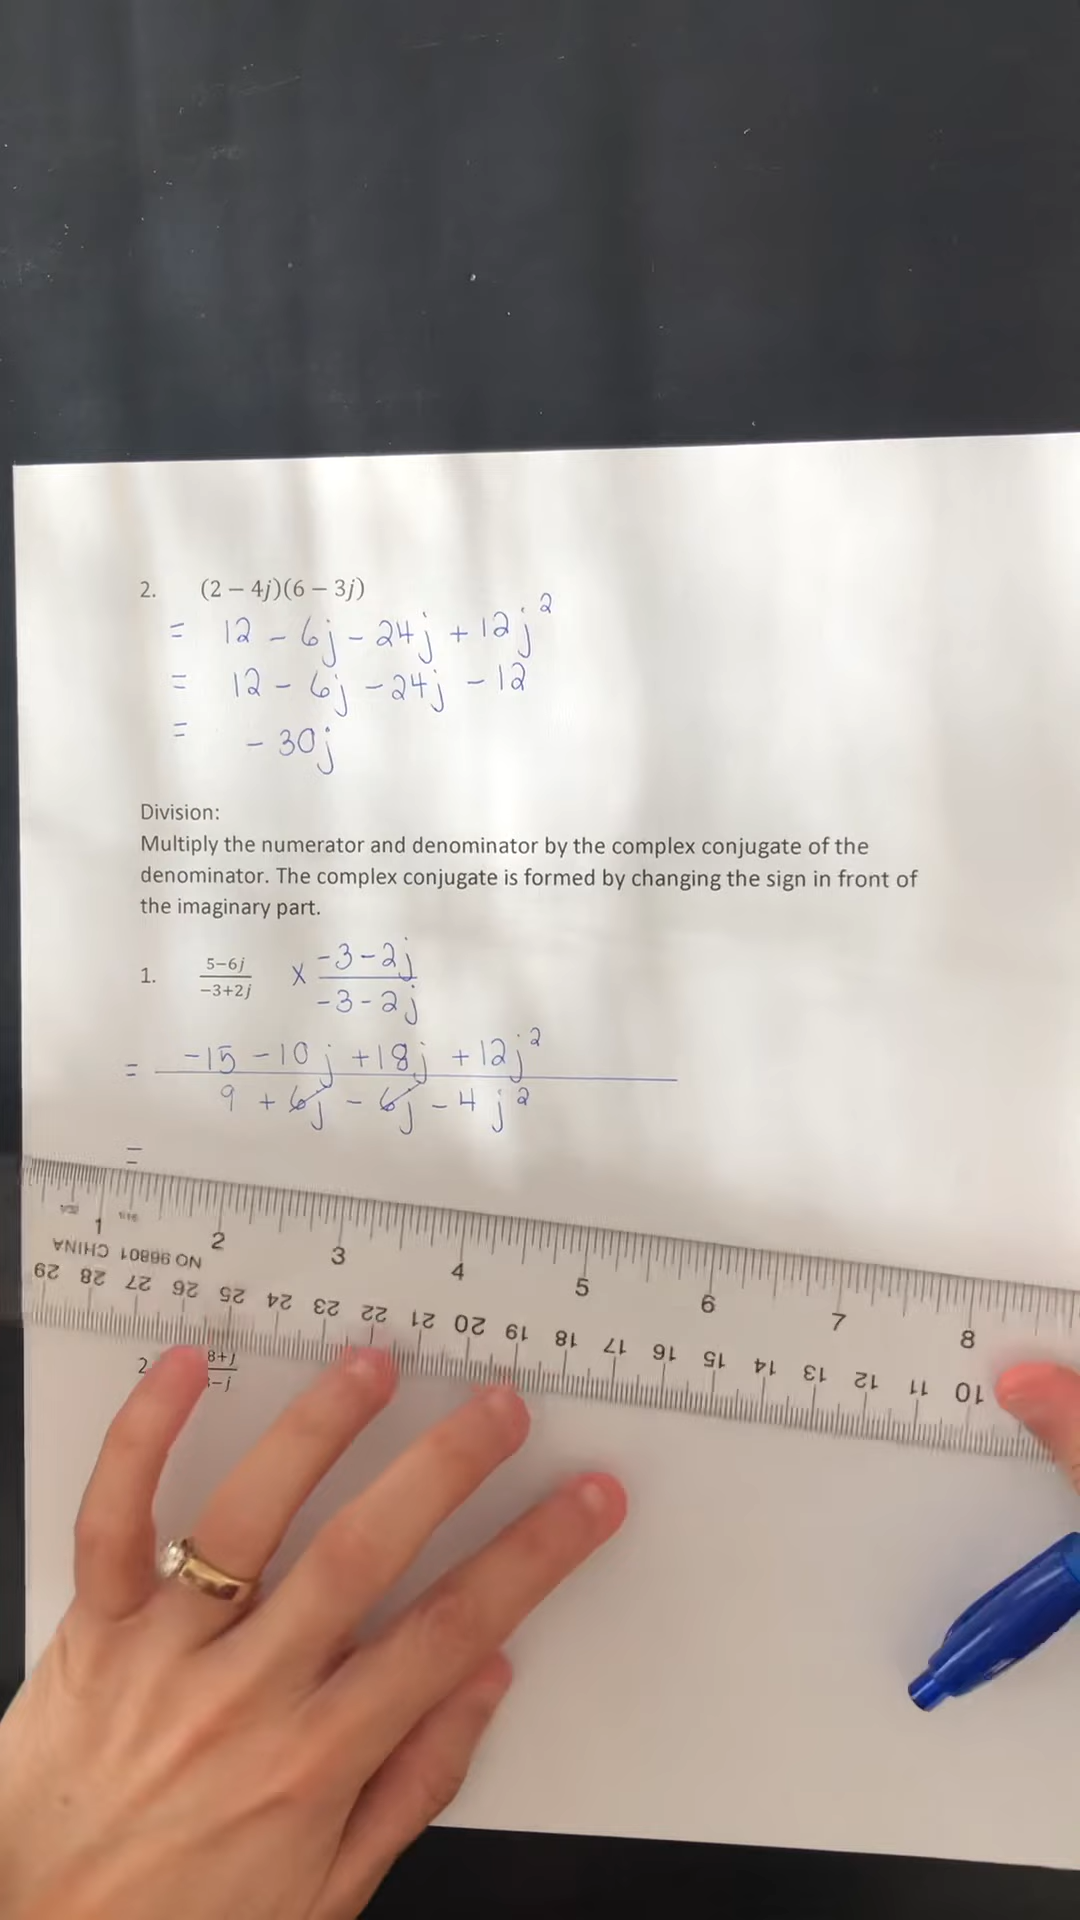 2. (2 – 4j)(6 – 3j)
= 12 - 6j - 24j + 12j²
= 12 - 6j - 24j - 12
= - 30j
Division:
Multiply the numerator and denominator by the complex conjugate of the
denominator. The complex conjugate is formed by changing the sign in front of
the imaginary part.
1. 5−6j / −3+2j x -3-2j / -3-2j
= -15 -10j +18j +12j² / 9 + 6j - 6j - 4j²
=
1 2 3 4 5 6 7 8
NO 96801 CHINA
29 28 27 26 25 24 23 22 21 20 19 18 17 16 15 14 13 12 11 10
2 8+j / -j